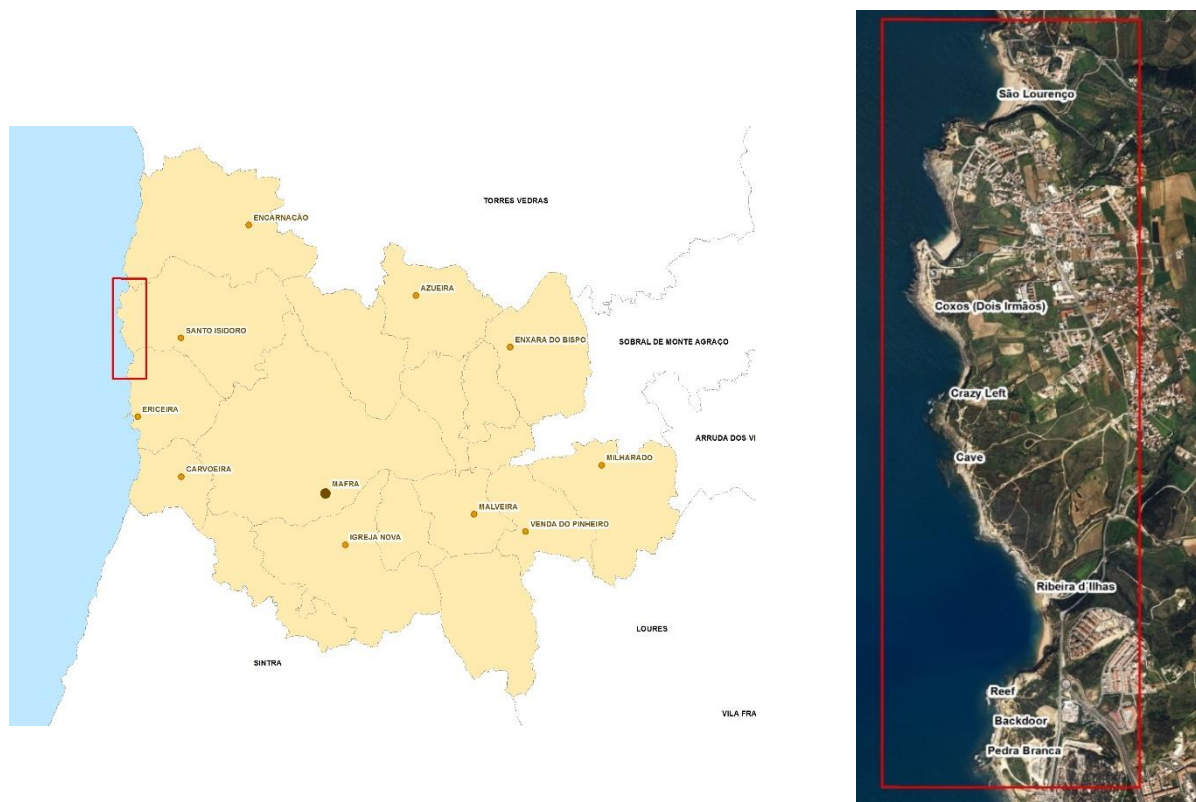 TORRES VEDRAS
ENCARNAÇÃO
AZUEIRA
SANTO ISIDORO
ENXARA DO BISPO
SOBRAL DE MONTE AGRAÇO
ERICEIRA
ARRUDA DOS VI
CARVOEIRA
MILHARADO
MAFRA
MALVEIRA
VENDA DO PINHEIRO
IGREJA NOVA
LOURES
SINTRA
VILA FRA
São Lourenço
Coxos (Dois Irmãos)
Crazy Left
Cave
Ribeira d'Ilhas
Reef
Backdoor
Pedra Branca